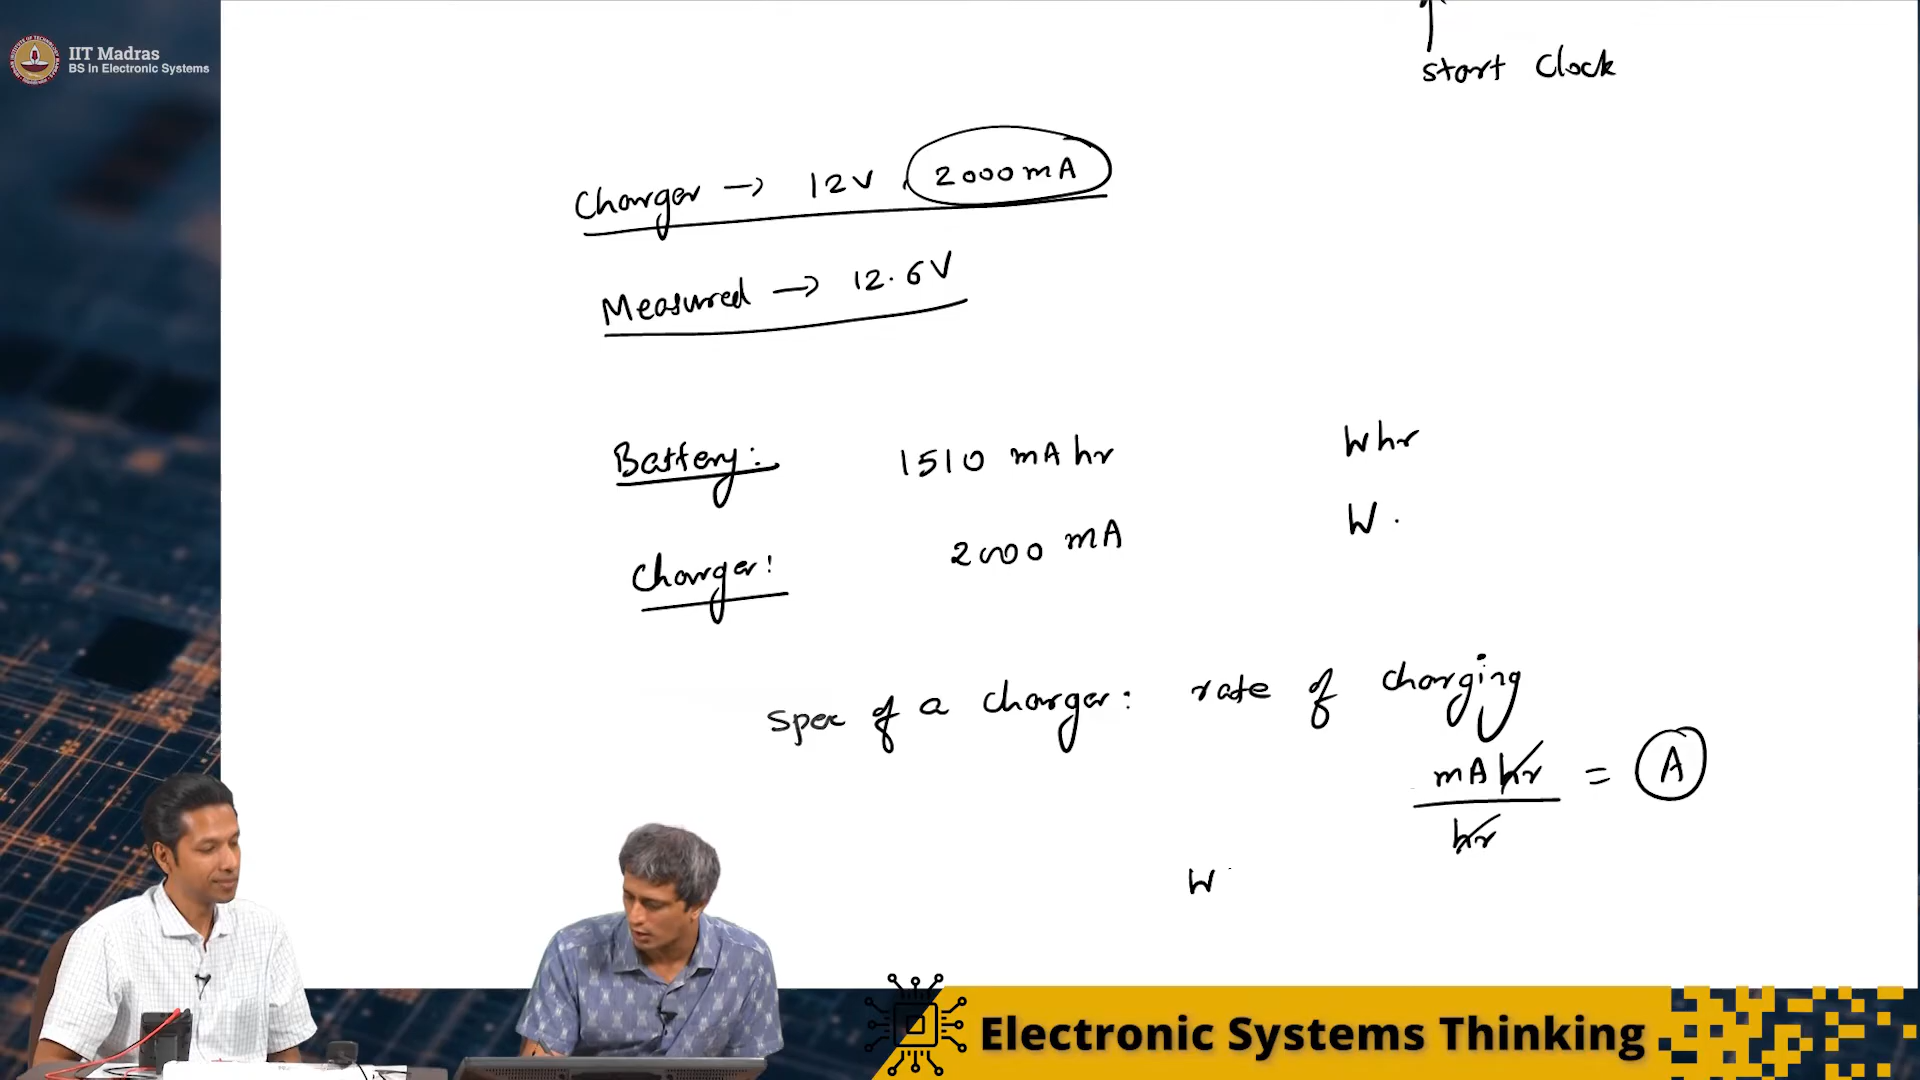 IIT Madras
BS In Electronic Systems
start Clock
Charger → 12V, 2000mA
Measured → 12.6V
Battery: 1510 mA hr Whr
Charger: 2000 mA W.
spec of a charger: rate of charging
mA hr = A
hr
W
Electronic Systems Thinking